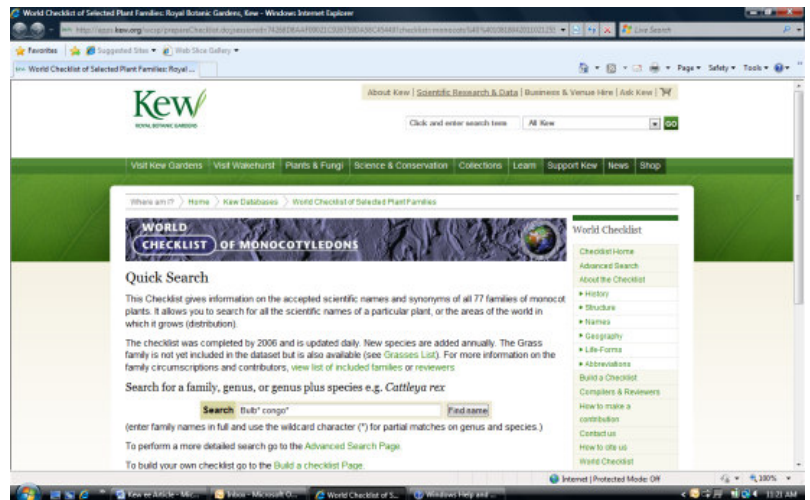 World Checklist of Selected Plant Families: Royal Botanic Gardens, Kew - Windows Internet Explorer
Live Search
Favorites Suggested Sites Web Slice Gallery
World Checklist of Selected Plant Families: Royal ...
Page Safety Tools
Kew
ROYAL BOTANIC GARDENS
About Kew | Scientific Research & Data | Business & Venue Hire | Ask Kew |
Click and enter search term All Kew GO
Visit Kew Gardens Visit Wakehurst Plants & Fungi Science & Conservation Collections Learn Support Kew News Shop
Where am I? Home Kew Databases World Checklist of Selected Plant Families
WORLD
CHECKLIST OF MONOCOTYLEDONS
Quick Search
This Checklist gives information on the accepted scientific names and synonyms of all 77 families of monocot
plants. It allows you to search for all the scientific names of a particular plant, or the areas of the world in
which it grows (distribution).
The checklist was completed by 2006 and is updated daily. New species are added annually. The Grass
family is not yet included in the dataset but is also available (see Grasses List). For more information on the
family circumscriptions and contributors, view list of included families or reviewers
Search for a family, genus, or genus plus species e.g. Cattleya rex
Search Bulb* congo* Find name
(enter family names in full and use the wildcard character (*) for partial matches on genus and species.)
To perform a more detailed search go to the Advanced Search Page.
To build your own checklist go to the Build a checklist Page.
World Checklist
Checklist Home
Advanced Search
About the Checklist
History
Structure
Names
Geography
Life-Forms
Abbreviations
Build a Checklist
Compilers & Reviewers
How to make a
contribution
Contact us
How to cite us
World Checklist
Internet | Protected Mode: Off 100%
Kew ee Article - Mic... Inbox - Microsoft O... World Checklist of S... Windows Help and ... 11:21 AM